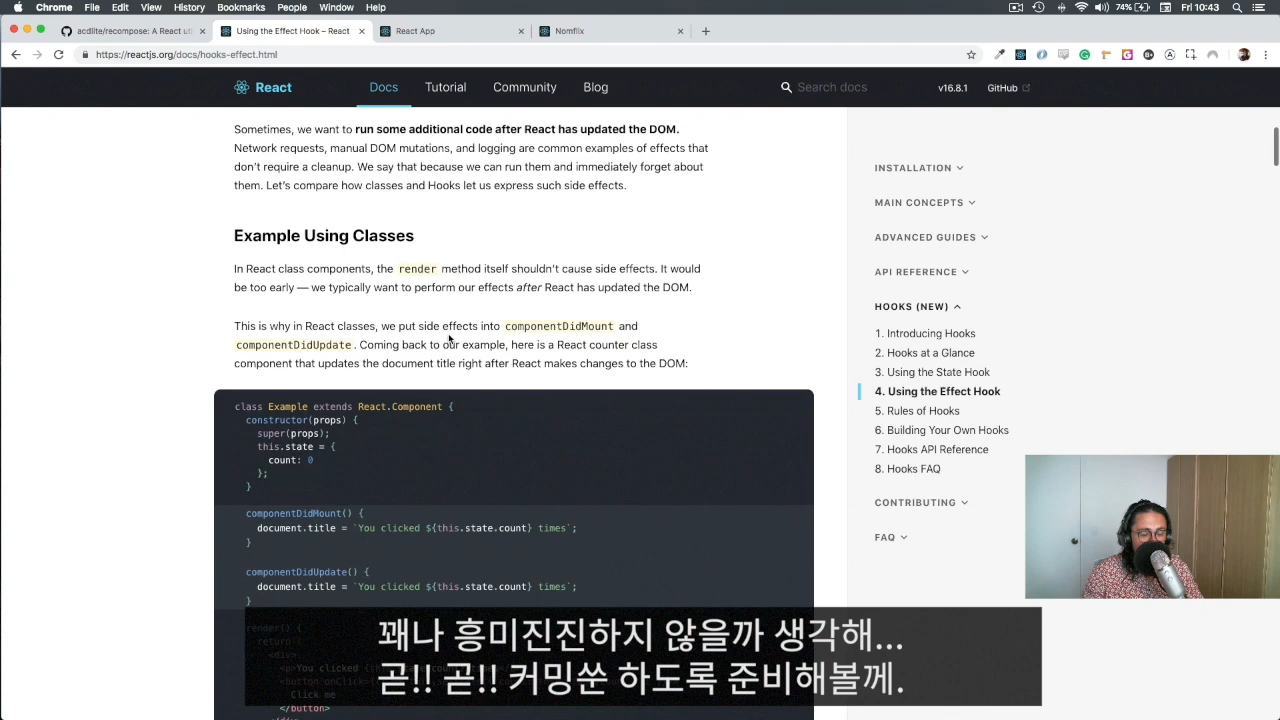 Chrome File Edit View History Bookmarks People Window Help
74% Fri 10:43
acdlite/recompose: A React uti
Using the Effect Hook – React
React App
Nomflix
https://reactjs.org/docs/hooks-effect.html
React
Docs Tutorial Community Blog
Search docs
v16.8.1 GitHub
Sometimes, we want to run some additional code after React has updated the DOM.
Network requests, manual DOM mutations, and logging are common examples of effects that
don't require a cleanup. We say that because we can run them and immediately forget about
them. Let's compare how classes and Hooks let us express such side effects.
Example Using Classes
In React class components, the render method itself shouldn't cause side effects. It would
be too early — we typically want to perform our effects after React has updated the DOM.
This is why in React classes, we put side effects into componentDidMount and
componentDidUpdate. Coming back to our example, here is a React counter class
component that updates the document title right after React makes changes to the DOM:
class Example extends React.Component {
constructor(props) {
super(props);
this.state = {
count: 0
};
}
componentDidMount() {
document.title = `You clicked ${this.state.count} times`;
}
componentDidUpdate() {
document.title = `You clicked ${this.state.count} times`;
}
render() {
return
<div>
<p>You clicked
<button onClick=
Click me
</button>
INSTALLATION
MAIN CONCEPTS
ADVANCED GUIDES
API REFERENCE
HOOKS (NEW)
1. Introducing Hooks
2. Hooks at a Glance
3. Using the State Hook
4. Using the Effect Hook
5. Rules of Hooks
6. Building Your Own Hooks
7. Hooks API Reference
8. Hooks FAQ
CONTRIBUTING
FAQ
꽤나 흥미진진하지 않을까 생각해...
곧!! 곧!! 커밍쑨 하도록 준비해볼께.